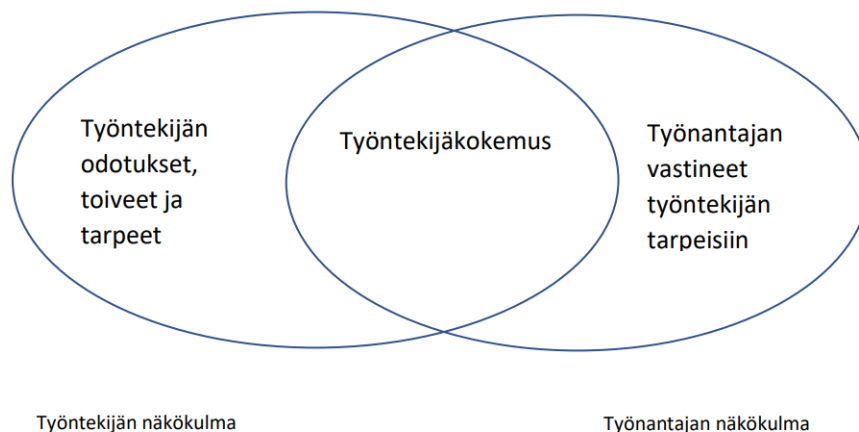 Työntekijän
odotukset,
toiveet ja
tarpeet
Työntekijäkokemus
Työnantajan
vastineet
työntekijän
tarpeisiin
Työntekijän näkökulma
Työnantajan näkökulma